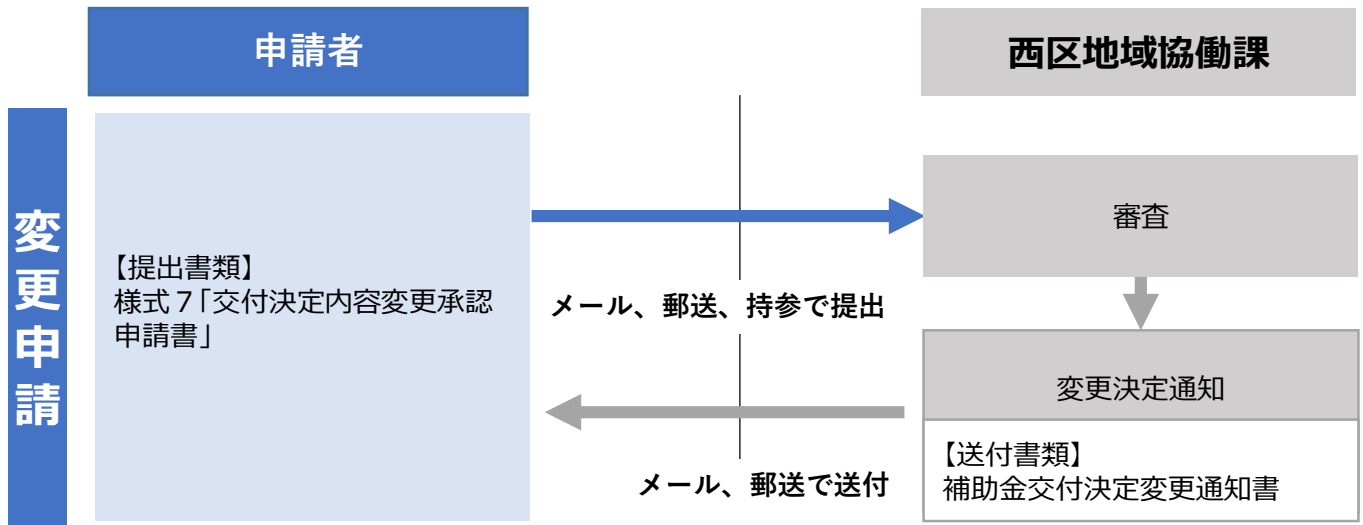 申請者
西区地域協働課
変更申請
【提出書類】
様式７「交付決定内容変更承認
申請書」
メール、郵送、持参で提出
審査
変更決定通知
【送付書類】
補助金交付決定変更通知書
メール、郵送で送付